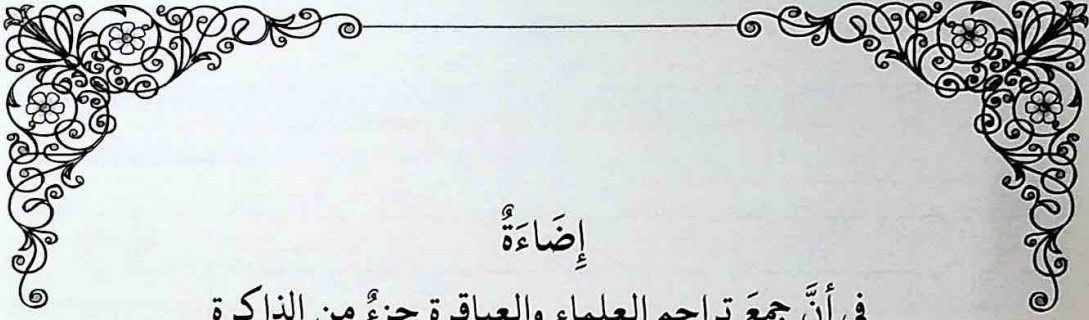 إِضَاءَةٌ
في أنَّ جمعَ تراجم العلماء والعباقرة جزءٌ من الذاكرة